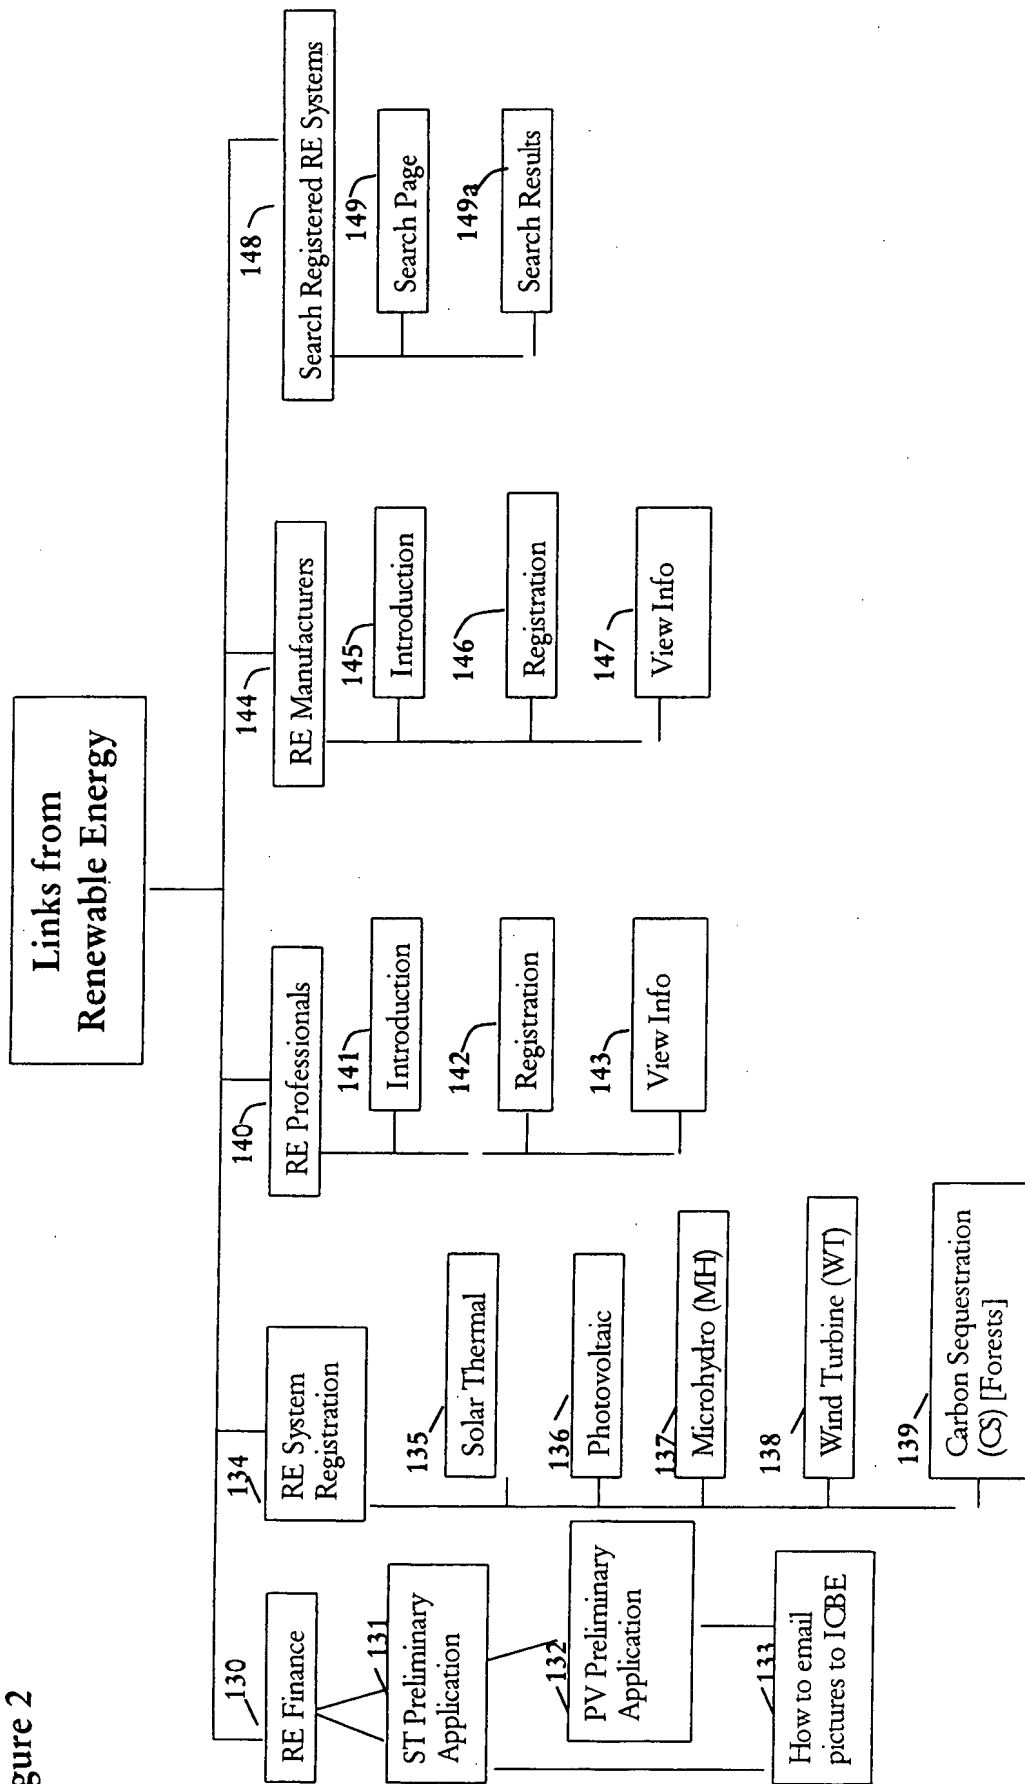 gure 2
Links from
Renewable Energy
130
RE Finance
131
ST Preliminary
Application
132
PV Preliminary
Application
133
How to email
pictures to ICBE
134
RE System
Registration
135
Solar Thermal
136
Photovoltaic
137
Microhydro (MH)
138
Wind Turbine (WT)
139
Carbon Sequestration
(CS) [Forests]
140
RE Professionals
141
Introduction
142
Registration
143
View Info
144
RE Manufacturers
145
Introduction
146
Registration
147
View Info
148
Search Registered RE Systems
149
Search Page
149a
Search Results